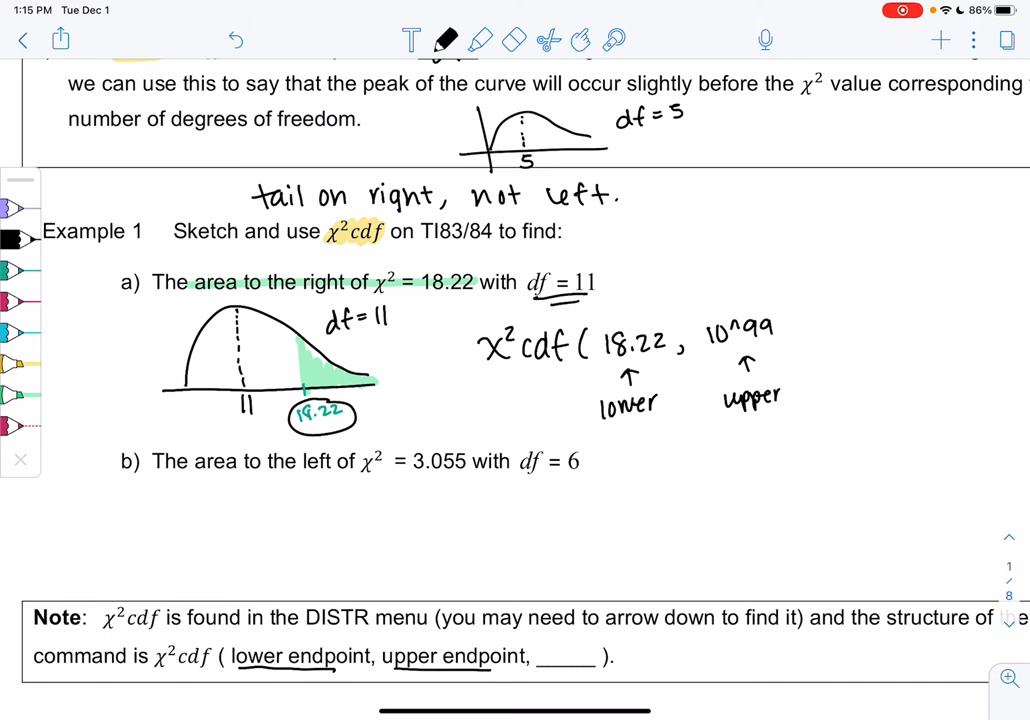 1:15 PM Tue Dec 1
86%
we can use this to say that the peak of the curve will occur slightly before the χ² value corresponding
number of degrees of freedom.
df = 5
5
tail on right, not left.
Example 1 Sketch and use χ²cdf on TI83/84 to find:
a) The area to the right of χ² = 18.22 with df = 11
df = 11
χ²cdf ( 18.22 , 10^99
11
18.22
lower
upper
b) The area to the left of χ² = 3.055 with df = 6
1
/
8
Note: χ²cdf is found in the DISTR menu (you may need to arrow down to find it) and the structure of the
command is χ²cdf ( lower endpoint, upper endpoint, ______ ).